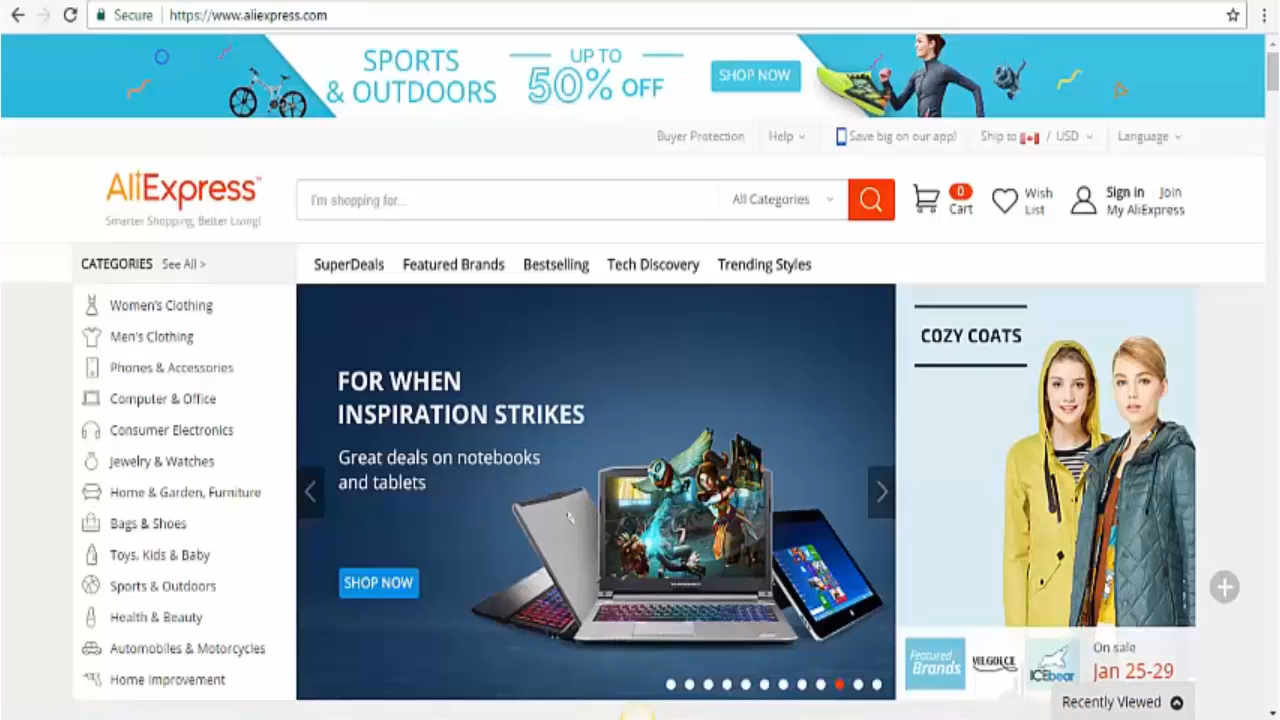 Secure https://www.aliexpress.com
SPORTS
& OUTDOORS
UP TO
50% OFF
SHOP NOW
Buyer Protection
Help
Save big on our app!
Ship to / USD
Language
AliExpress™
Smarter Shopping, Better Living!
I'm shopping for...
All Categories
0
Cart
Wish
List
Sign in Join
My AliExpress
CATEGORIES See All >
SuperDeals
Featured Brands
Bestselling
Tech Discovery
Trending Styles
Women's Clothing
Men's Clothing
Phones & Accessories
Computer & Office
Consumer Electronics
Jewelry & Watches
Home & Garden, Furniture
Bags & Shoes
Toys, Kids & Baby
Sports & Outdoors
Health & Beauty
Automobiles & Motorcycles
Home Improvement
FOR WHEN
INSPIRATION STRIKES
Great deals on notebooks
and tablets
SHOP NOW
COZY COATS
Featured
Brands
ICEbear
On sale
Jan 25-29
Recently Viewed